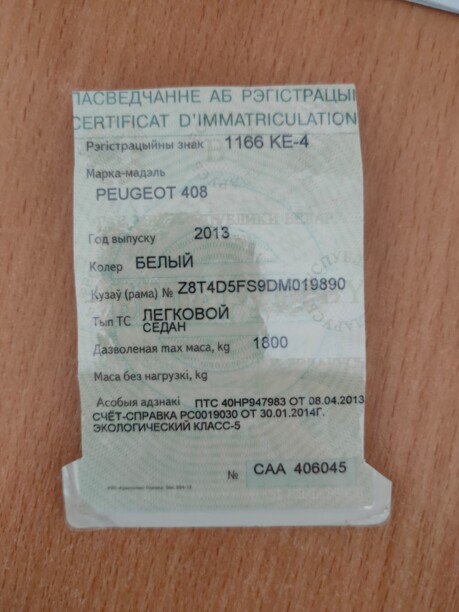 ПАСВЕДЧАННЕ АБ РЭГІСТРАЦЫІ
CERTIFICAT D'IMMATRICULATION
Рэгістрацыйны знак 1166 KE-4
Марка-мадэль
PEUGEOT 408
Год выпуску 2013
Колер БЕЛЫЙ
Кузаў (рама) № Z8T4D5FS9DM019890
Тып ТС ЛЕГКОВОЙ
СЕДАН
Дазволеная max маса, kg 1800
Маса без нагрузкі, kg
Асобыя адзнакі ПТС 40НР947983 ОТ 08.04.2013
СЧЁТ-СПРАВКА РС0019030 ОТ 30.01.2014Г.
ЭКОЛОГИЧЕСКИЙ КЛАСС-5
№ САА 406045